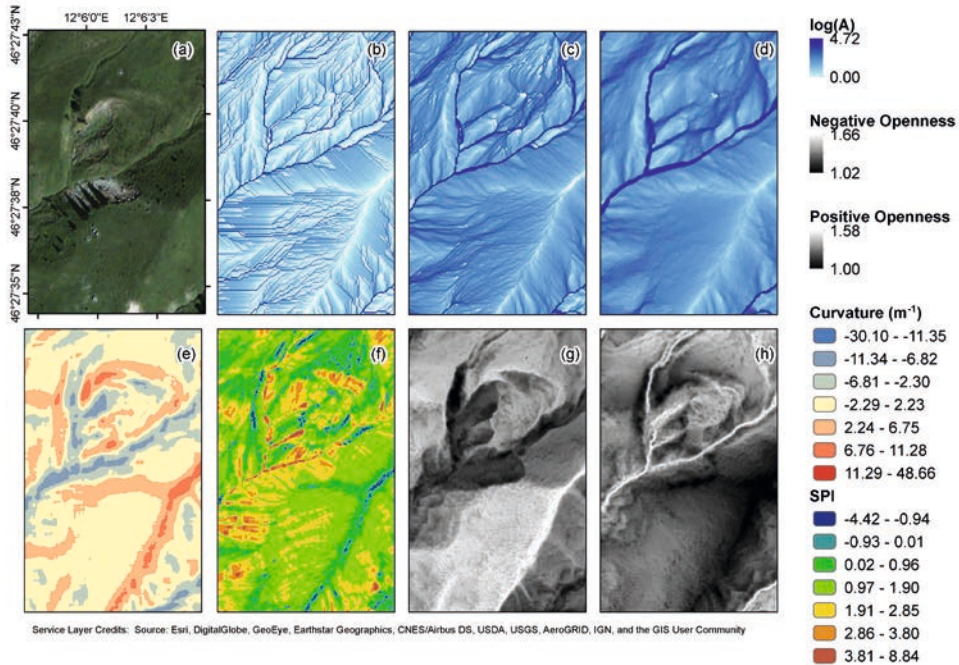 12°6'0"E 12°6'3"E
46°27'43"N
46°27'40"N
46°27'38"N
46°27'35"N
(a)
(b)
(c)
(d)
(e)
(f)
(g)
(h)
log(A)
4.72
0.00
Negative Openness
1.66
1.02
Positive Openness
1.58
1.00
Curvature (m⁻¹)
-30.10 - -11.35
-11.34 - -6.82
-6.81 - -2.30
-2.29 - 2.23
2.24 - 6.75
6.76 - 11.28
11.29 - 48.66
SPI
-4.42 - -0.94
-0.93 - 0.01
0.02 - 0.96
0.97 - 1.90
1.91 - 2.85
2.86 - 3.80
3.81 - 8.84
Service Layer Credits: Source: Esri, DigitalGlobe, GeoEye, Earthstar Geographics, CNES/Airbus DS, USDA, USGS, AeroGRID, IGN, and the GIS User Community